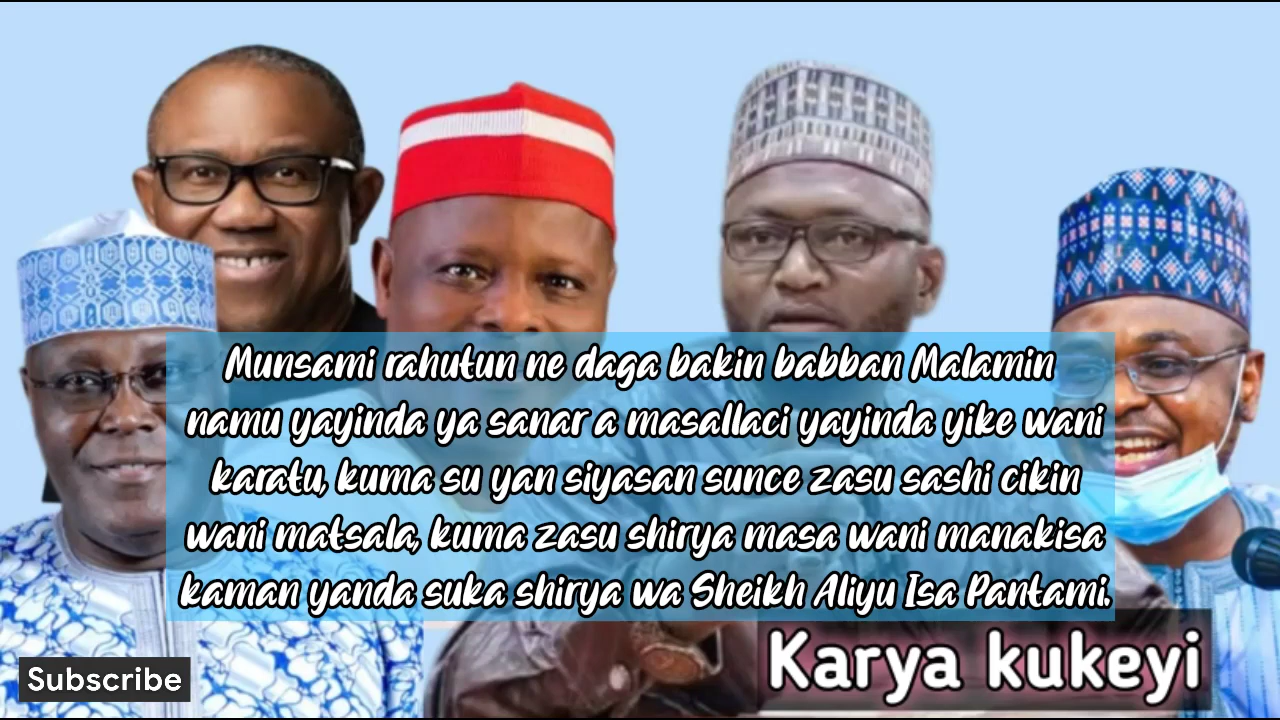 Munsami rahutun ne daga bakin babban Malamin
namu yayinda ya sanar a masallaci yayinda yike wani
karatu, kuma su yan siyasan sunce zasu sashi cikin
wani matsala, kuma zasu shirya masa wani manakisa
kaman yanda suka shirya wa Sheikh Aliyu Isa Pantami.
Karya kukeyi
Subscribe